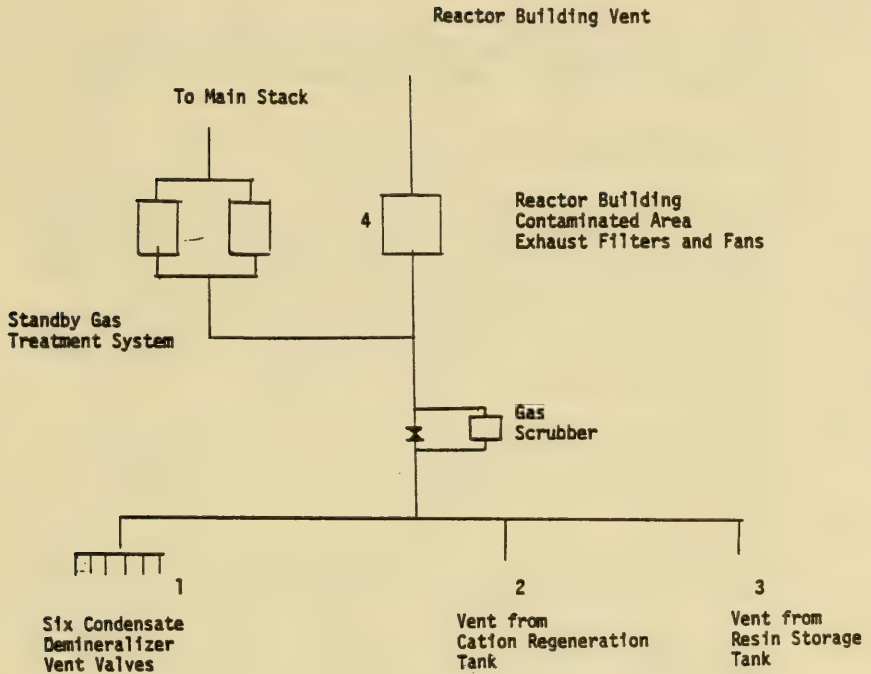 Reactor Building Vent
To Main Stack
4
Reactor Building
Contaminated Area
Exhaust Filters and Fans
Standby Gas
Treatment System
Gas
Scrubber
1
2
3
Six Condensate
Demineralizer
Vent Valves
Vent from
Cation Regeneration
Tank
Vent from
Resin Storage
Tank